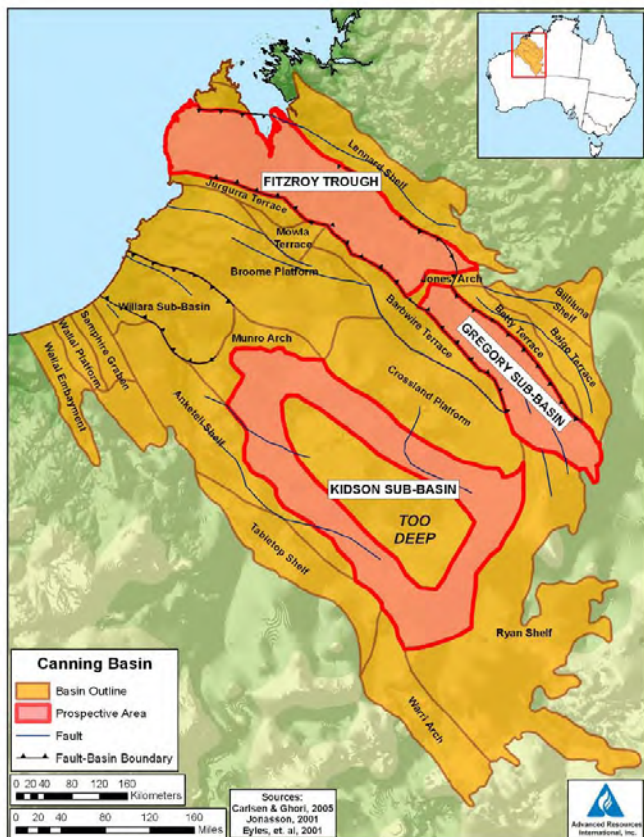 Lennard Shelf
FITZROY TROUGH
Jurgurra Terrace
Mowla
Terrace
Broome Platform
Jones Arch
Billiluna
Shelf
Betty Terrace
Balgo Terrace
Barbwire Terrace
GREGORY SUB-BASIN
Willara Sub-Basin
Munro Arch
Samphire Graben
Wallal Platform
Wallal Embayment
Crossland Platform
Anketell Shelf
KIDSON SUB-BASIN
TOO
DEEP
Tabletop Shelf
Ryan Shelf
Warri Arch
Canning Basin
Basin Outline
Prospective Area
Fault
Fault-Basin Boundary
0 20 40 80 120 160
Kilometers
0 20 40 80 120 160
Miles
Sources:
Carlsen & Ghori, 2005
Jonasson, 2001
Eyles, et. al, 2001
Advanced Resources
International, Inc.